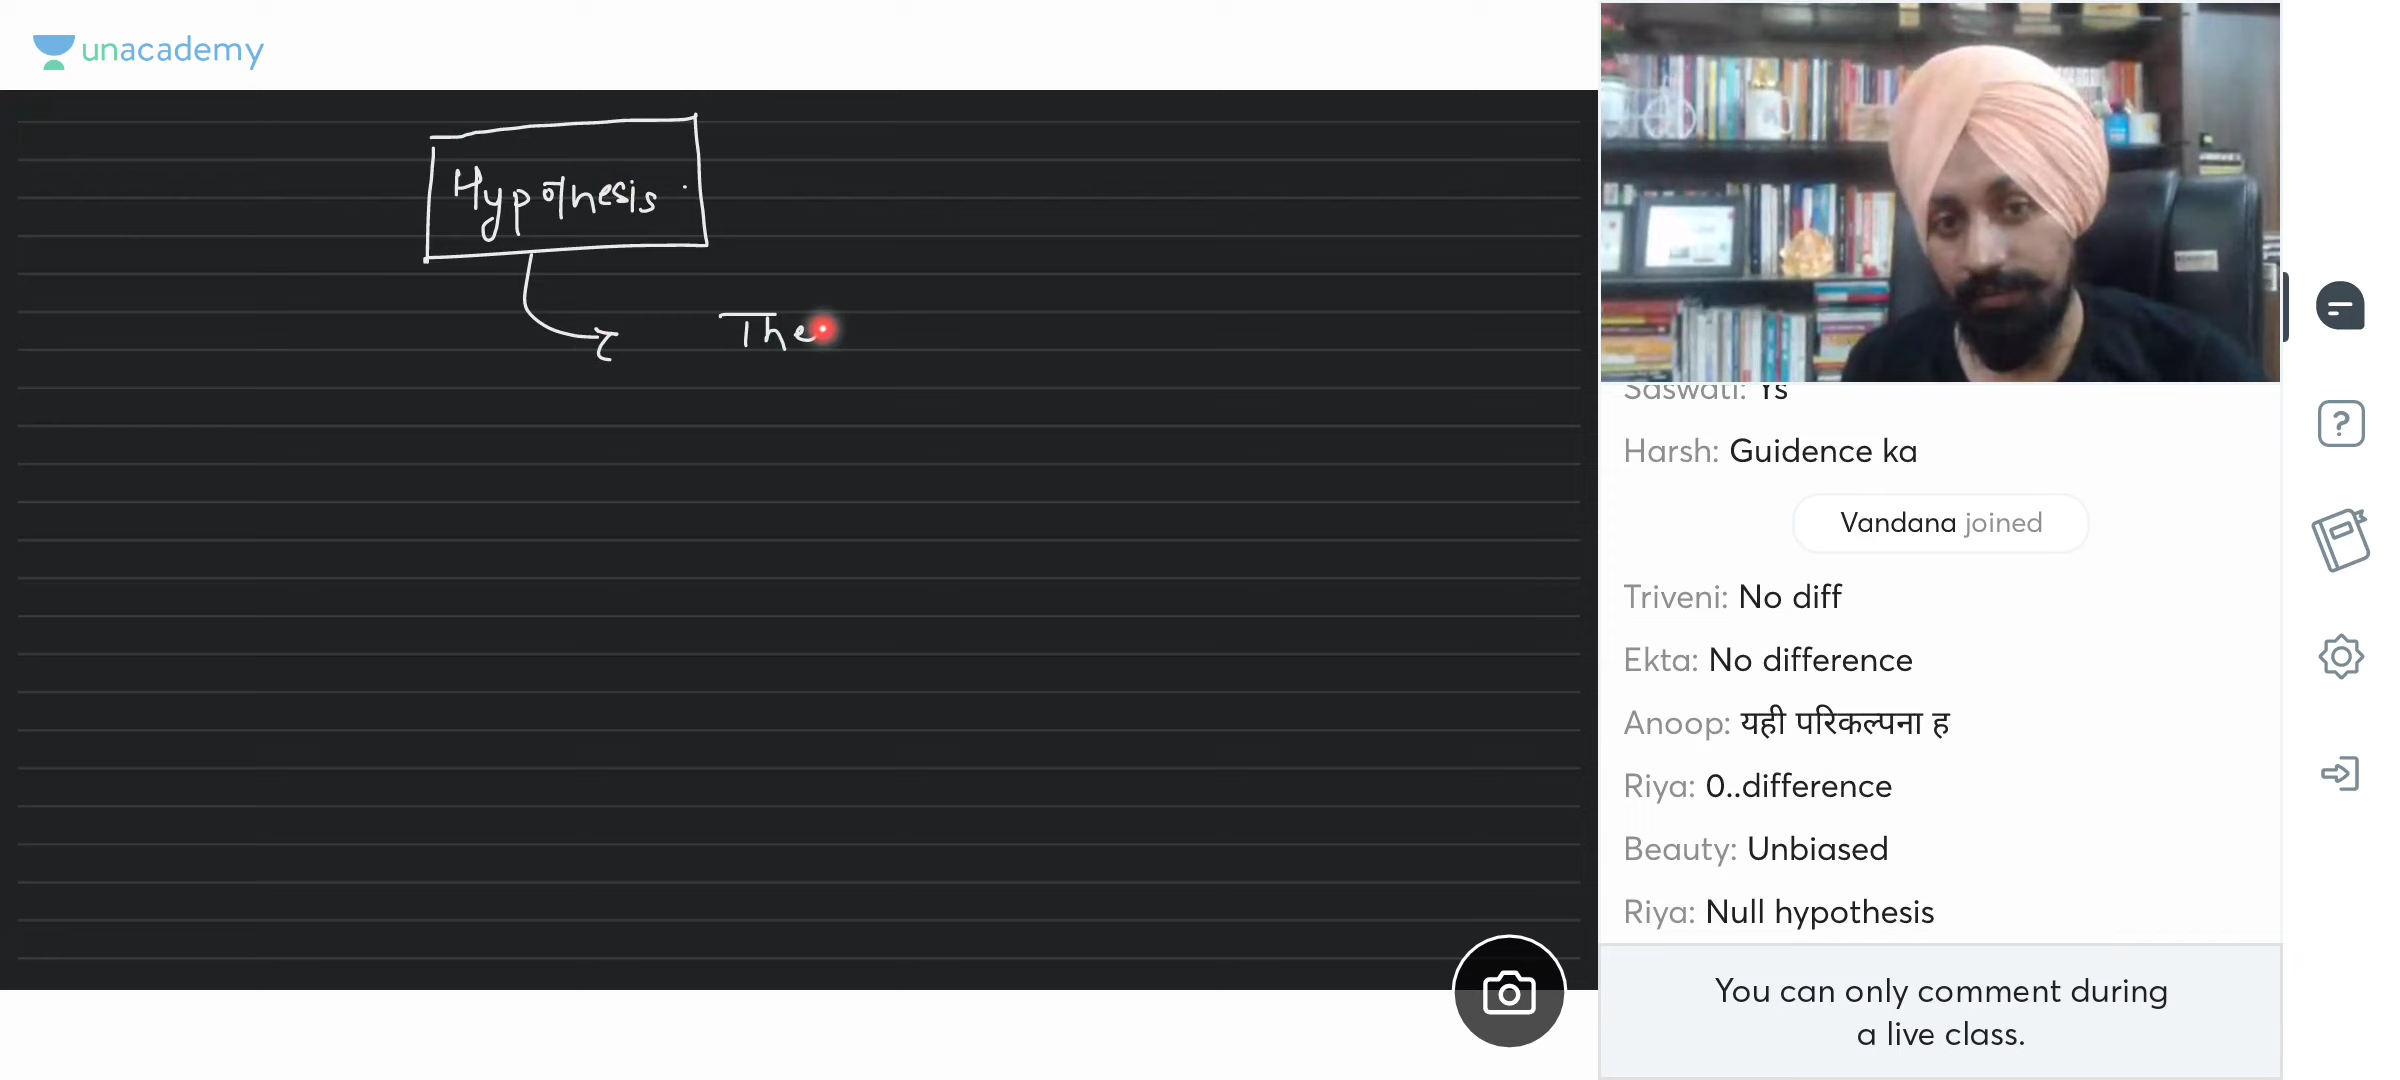 unacademy
Hypothesis
The
Saswati: Ys
Harsh: Guidence ka
Vandana joined
Triveni: No diff
Ekta: No difference
Anoop: यही परिकल्पना ह
Riya: 0..difference
Beauty: Unbiased
Riya: Null hypothesis
You can only comment during
a live class.